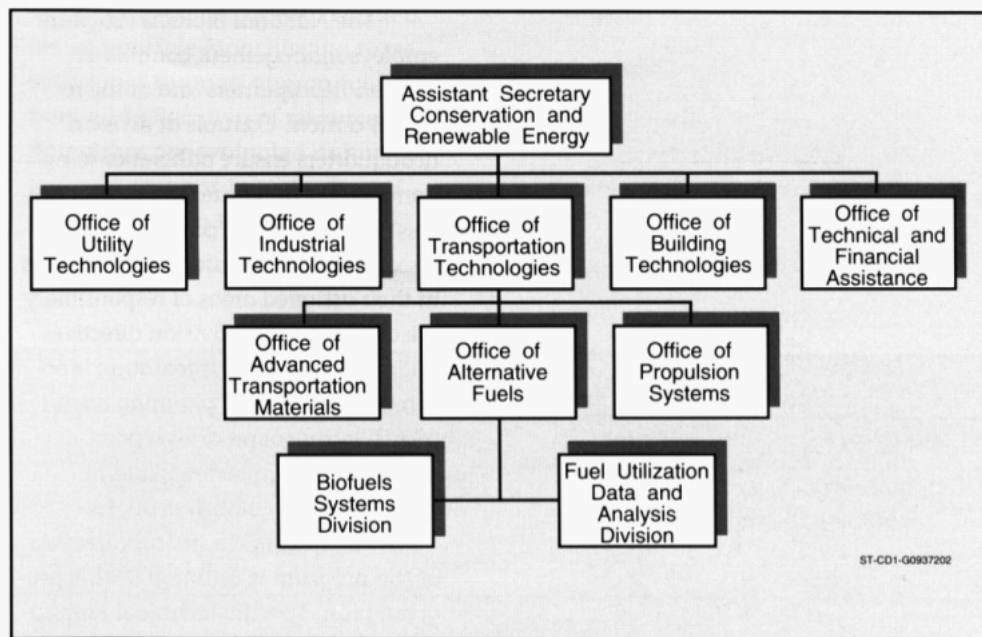 Assistant Secretary
Conservation and
Renewable Energy
Office of
Utility
Technologies
Office of
Industrial
Technologies
Office of
Transportation
Technologies
Office of
Building
Technologies
Office of
Technical and
Financial
Assistance
Office of
Advanced
Transportation
Materials
Office of
Alternative
Fuels
Office of
Propulsion
Systems
Biofuels
Systems
Division
Fuel Utilization
Data and
Analysis
Division
ST-CD1-G0937202